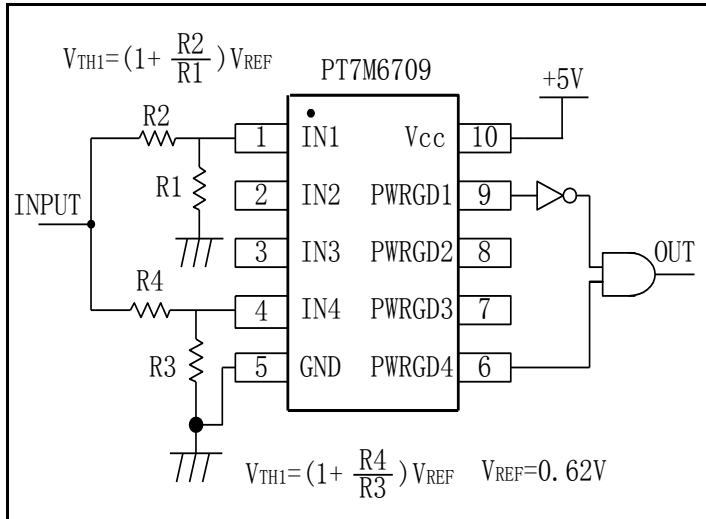 VTH1=(1+ R2/R1)VREF
PT7M6709
+5V
R2
1 IN1 Vcc 10
R1
2 IN2 PWRGD1 9
INPUT
3 IN3 PWRGD2 8
OUT
R4
4 IN4 PWRGD3 7
R3
5 GND PWRGD4 6
VTH1=(1+ R4/R3)VREF VREF=0.62V